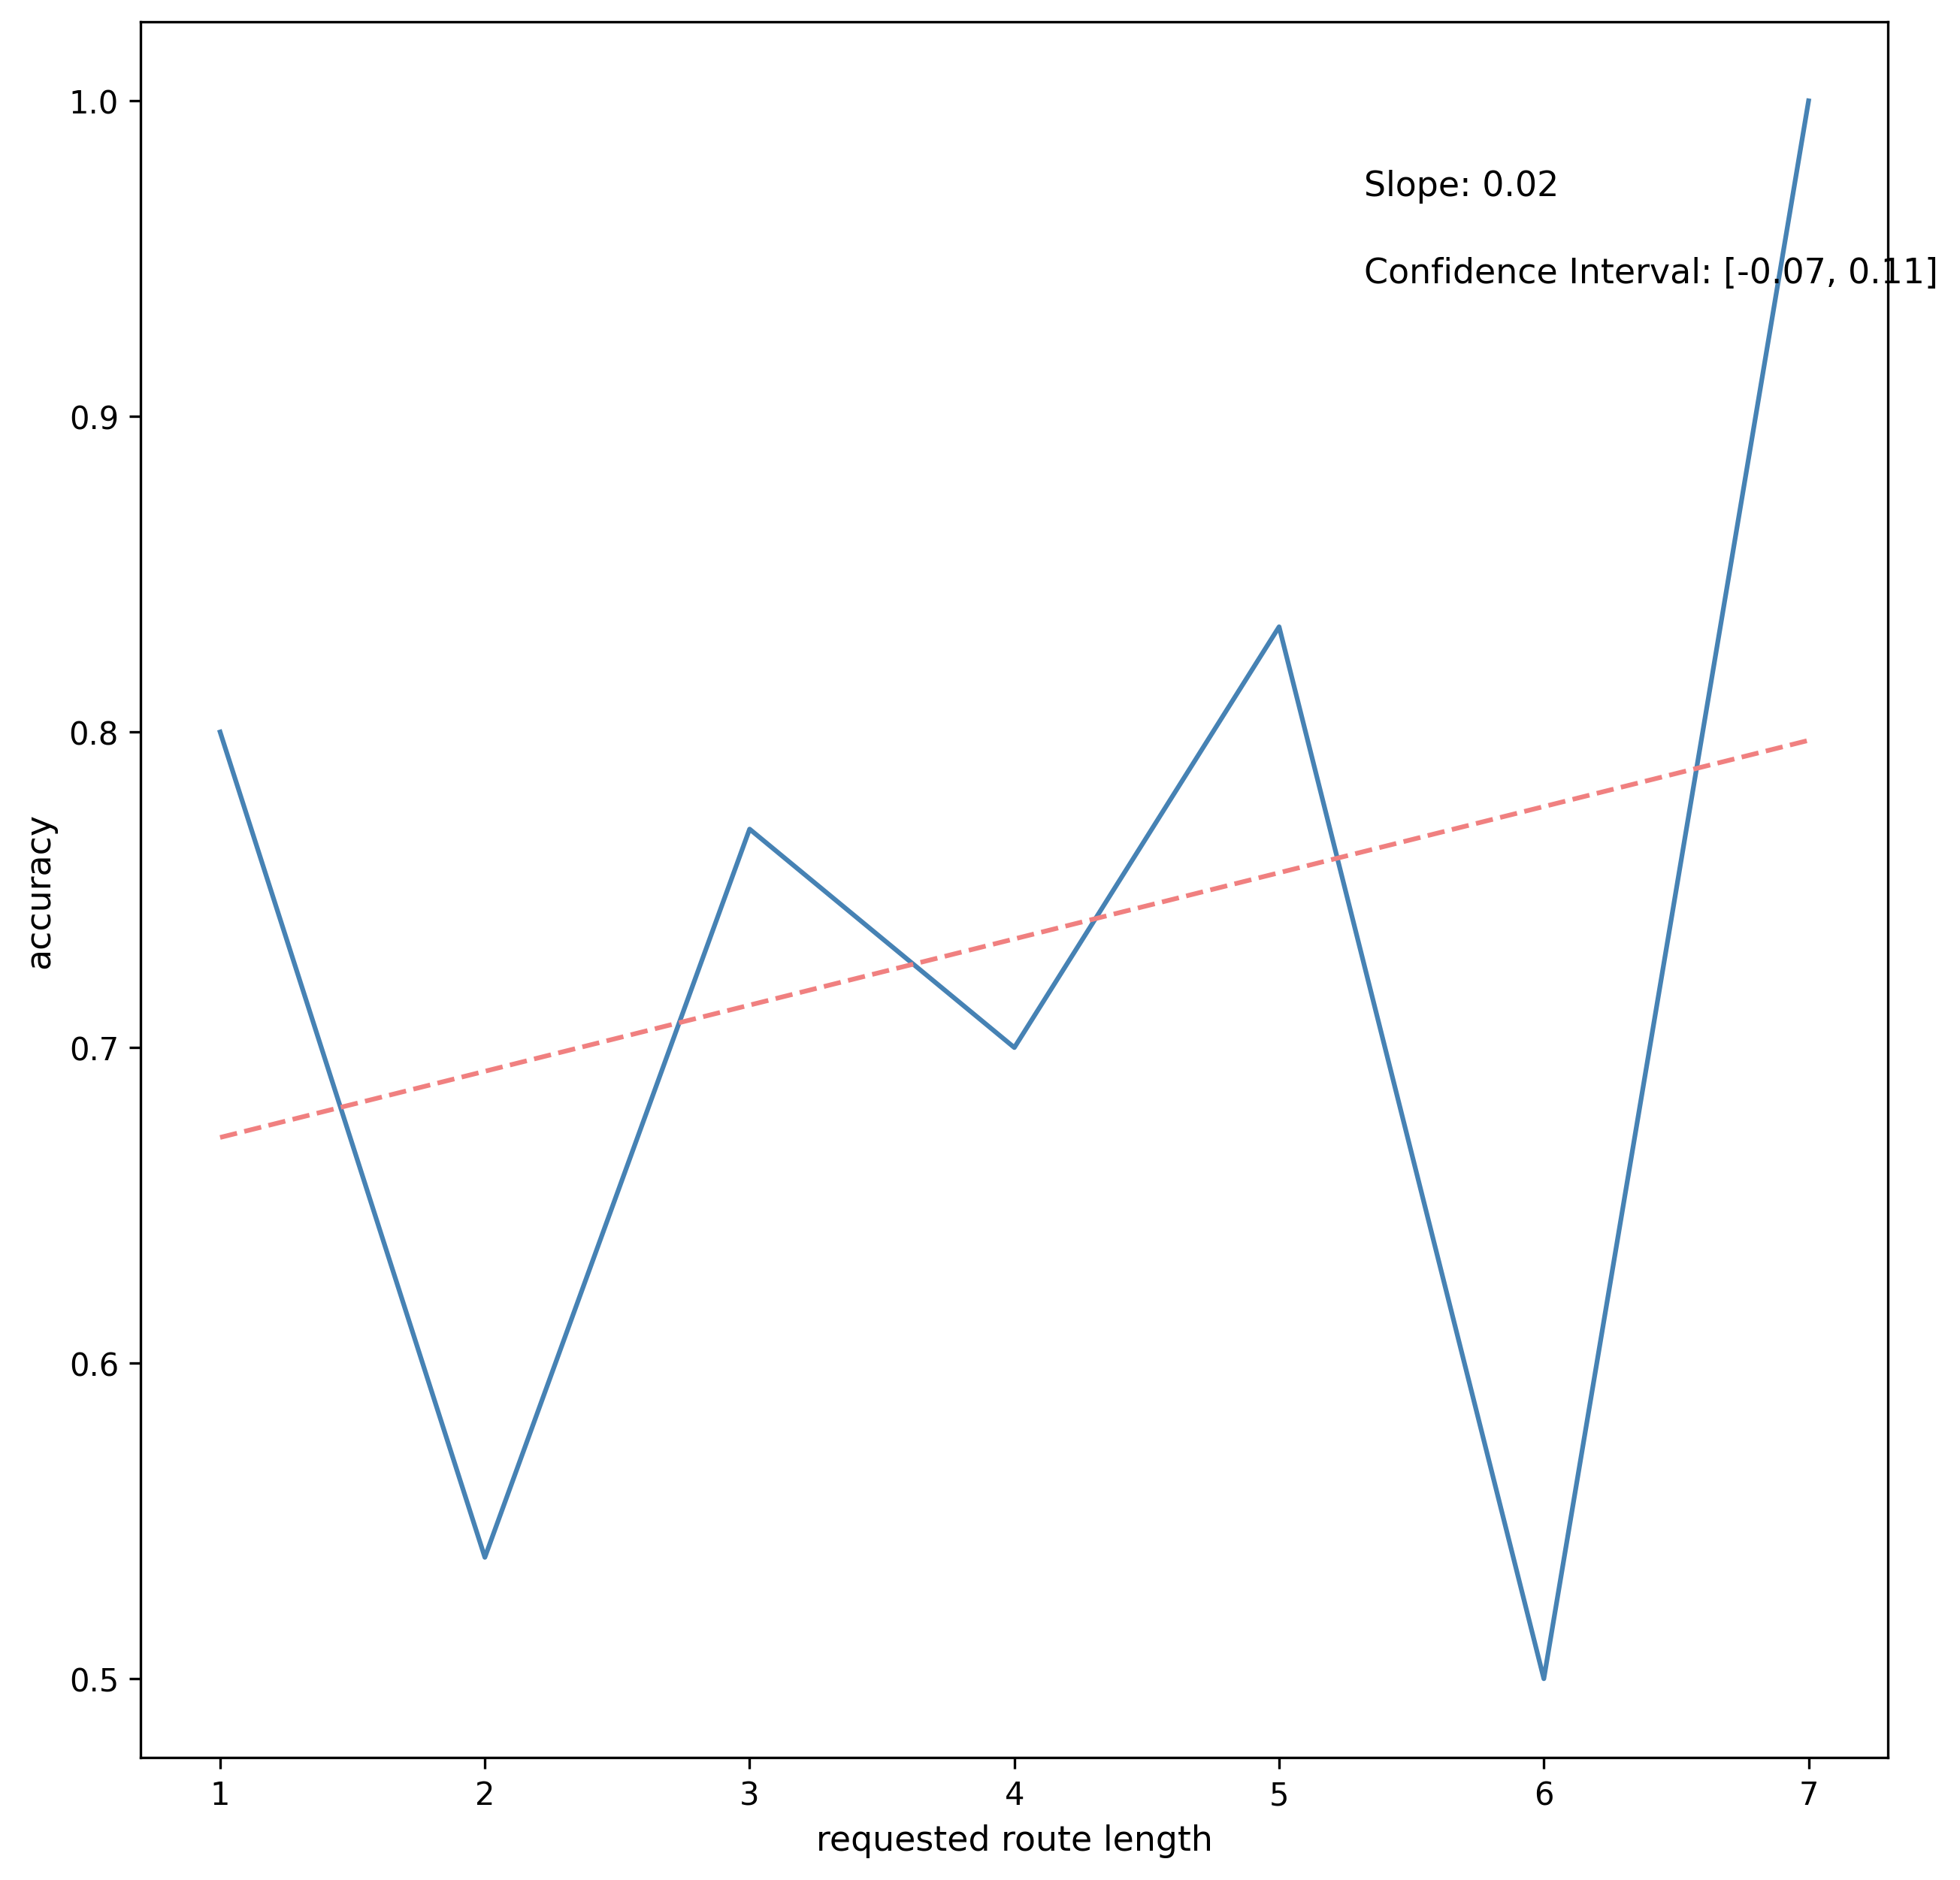 1.0
0.9
0.8
0.7
0.6
0.5
accuracy
Slope: 0.02
Confidence Interval: [-0.07, 0.11]
1 2 3 4 5 6 7
requested route length